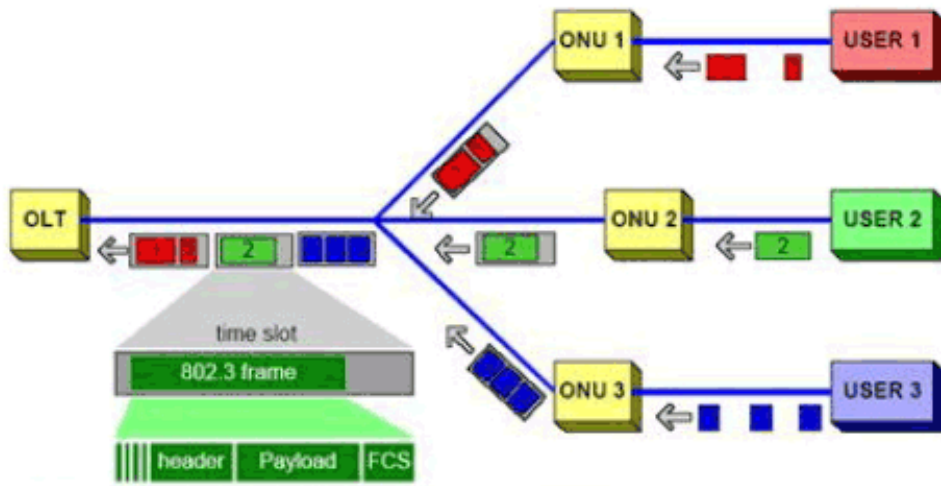 ONU 1
USER 1
OLT
ONU 2
USER 2
2
2
2
time slot
802.3 frame
header
Payload
FCS
ONU 3
USER 3